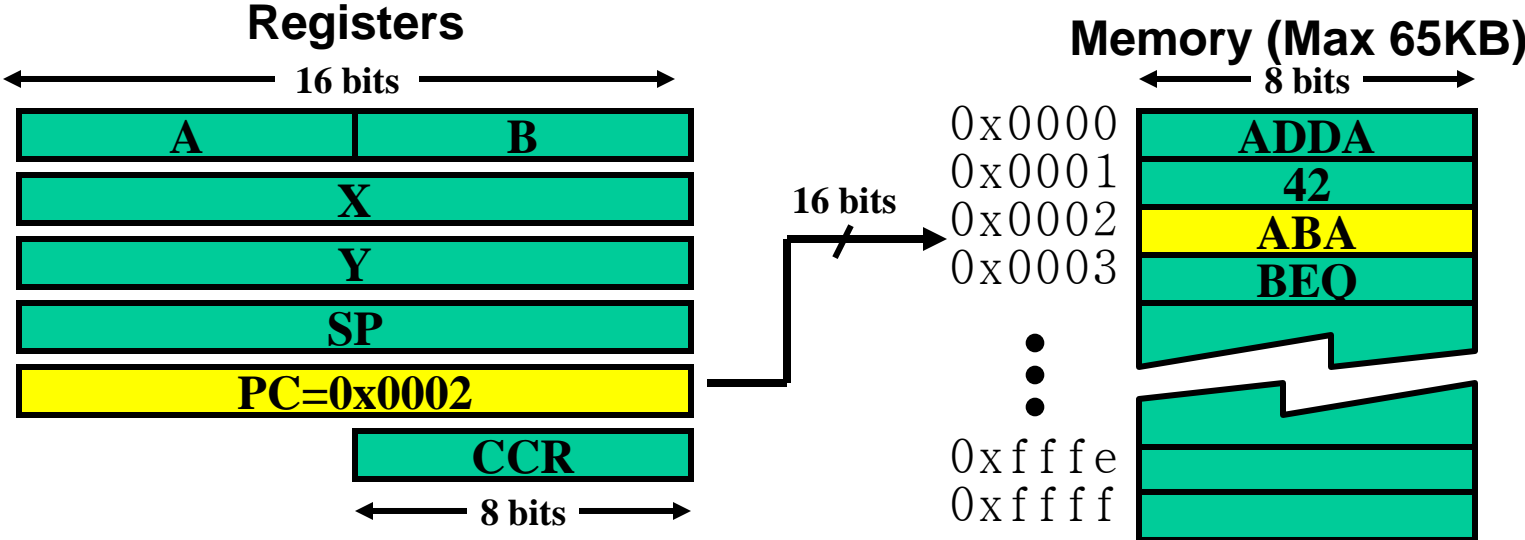 Registers
16 bits
A B
X
Y
SP
PC=0x0002
CCR
8 bits
16 bits
Memory (Max 65KB)
8 bits
0x0000 ADDA
0x0001 42
0x0002 ABA
0x0003 BEQ
0xfffe
0xffff